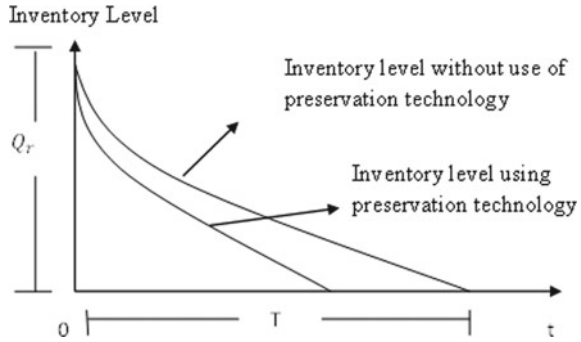 Inventory Level
Inventory level without use of
preservation technology
Q_r
Inventory level using
preservation technology
0
T
t